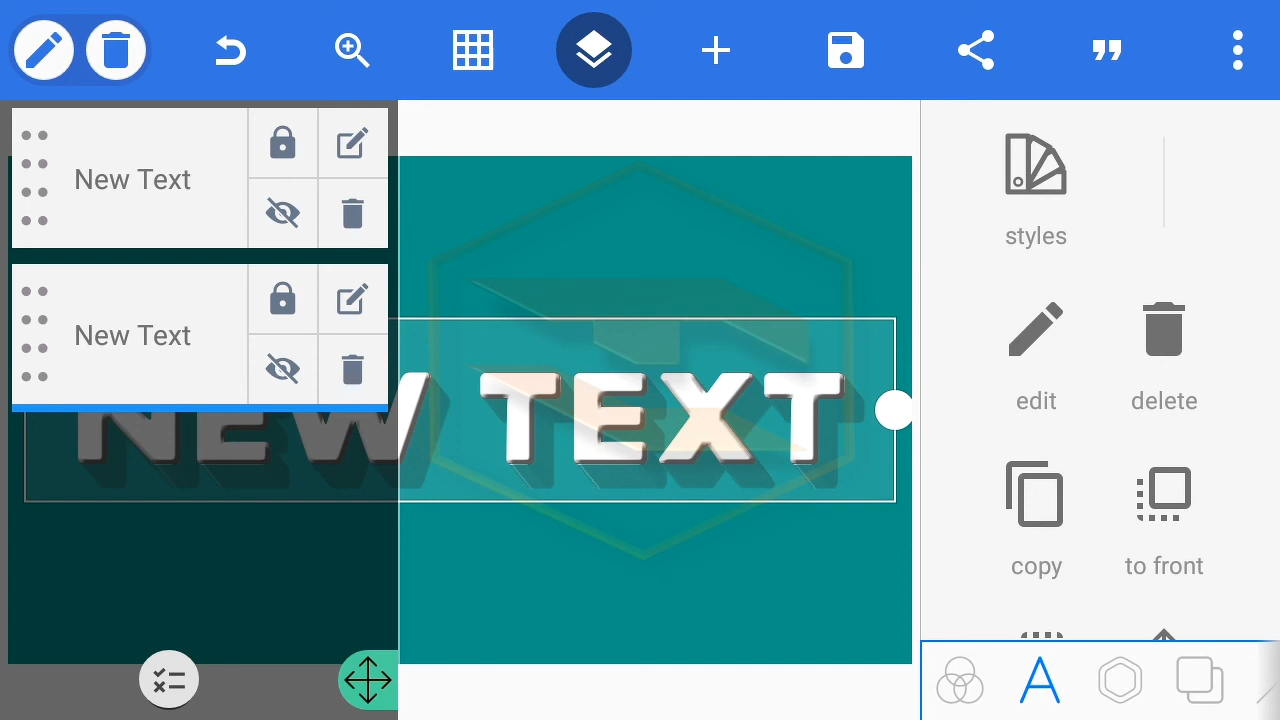 New Text
New Text
NEW TEXT
styles
edit
delete
copy
to front